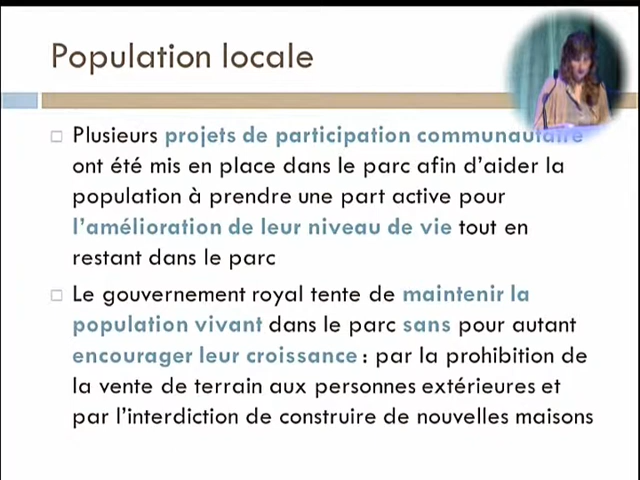 Population locale
Plusieurs projets de participation communautaire
ont été mis en place dans le parc afin d'aider la
population à prendre une part active pour
l'amélioration de leur niveau de vie tout en
restant dans le parc
Le gouvernement royal tente de maintenir la
population vivant dans le parc sans pour autant
encourager leur croissance : par la prohibition de
la vente de terrain aux personnes extérieures et
par l'interdiction de construire de nouvelles maisons